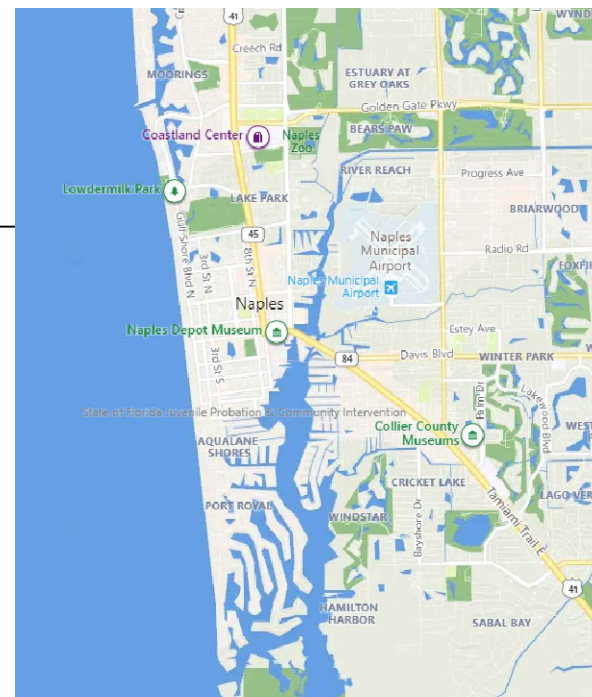 41
WYND
Creech Rd
MOORINGS
ESTUARY AT
GREY OAKS
Golden Gate Pkwy
Coastland Center
Naples
Zoo
BEARS PAW
RIVER REACH
Progress Ave
Lowdermilk Park
LAKE PARK
BRIARWOOD
Gulf Shore Blvd N
3rd St N
45
8th St N
Naples
Municipal
Airport
Radio Rd
FOXFI
Naples Municipal
Airport
Naples
Naples Depot Museum
Estey Ave
84
Davis Blvd
WINTER PARK
3rd St S
Palm Dr
Lakewood Blvd
State of Florida Juvenile Probation & Community Intervention
Collier County
Museums
WEST
AQUALANE
SHORES
CRICKET LAKE
LAGO VER
PORT ROYAL
WINDSTAR
Bayshore Dr
Tamiami Trail E
41
HAMILTON
HARBOR
SABAL BAY